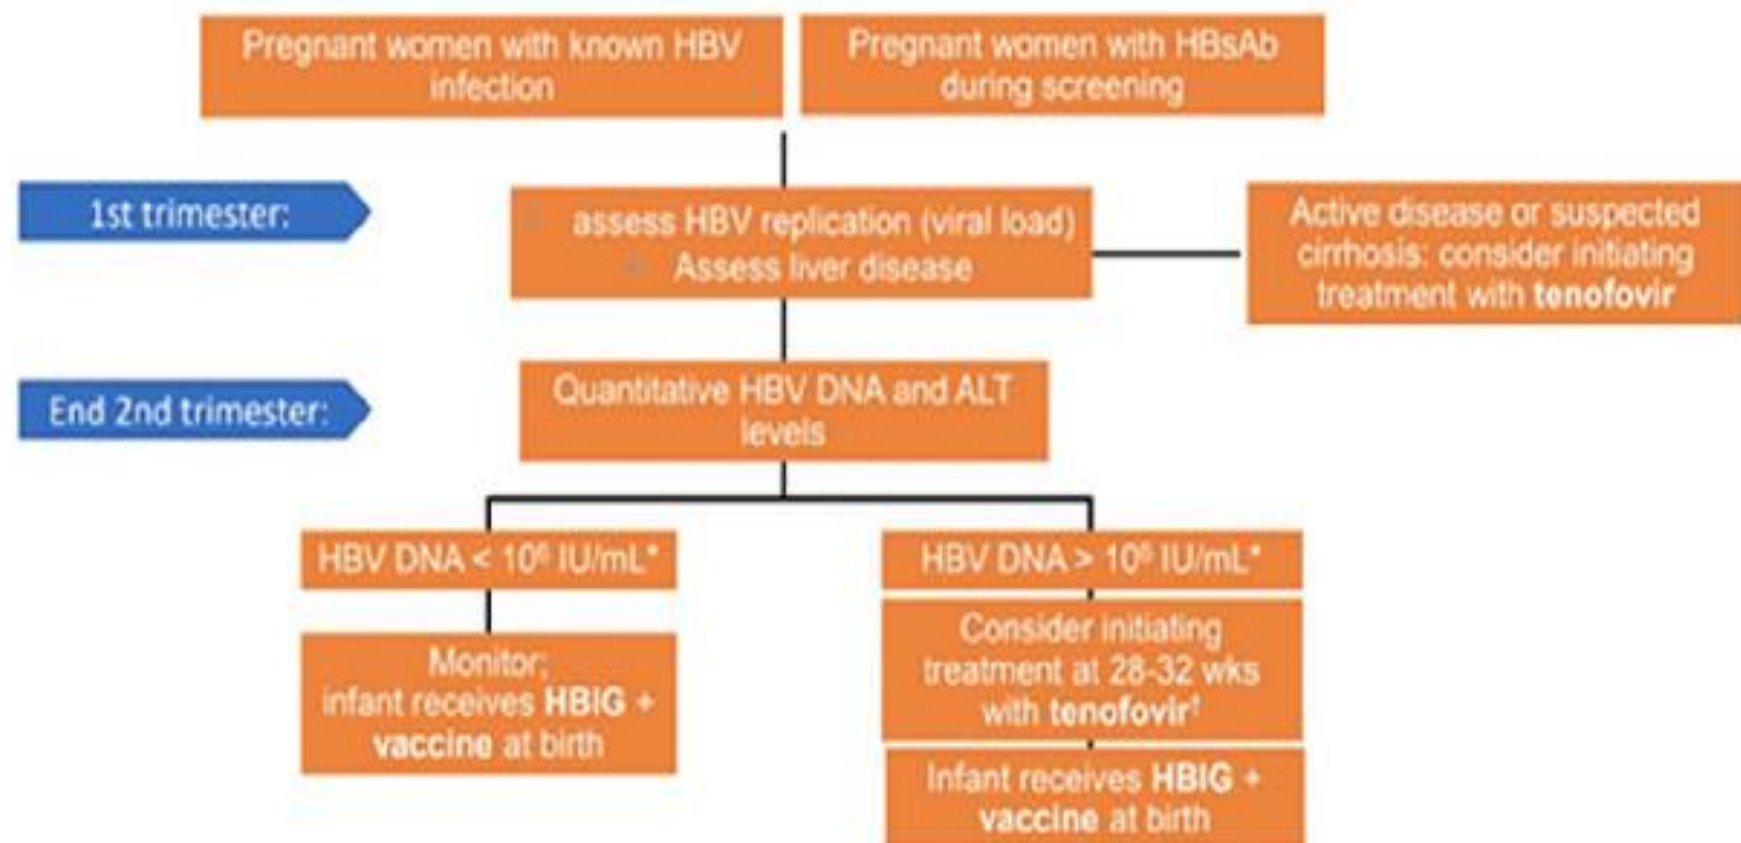 Pregnant women with known HBV
infection
Pregnant women with HBsAb
during screening
1st trimester:
assess HBV replication (viral load)
Assess liver disease
Active disease or suspected
cirrhosis: consider initiating
treatment with tenofovir
End 2nd trimester:
Quantitative HBV DNA and ALT
levels
HBV DNA < 10⁶ IU/mL*
HBV DNA > 10⁶ IU/mL*
Monitor;
infant receives HBIG +
vaccine at birth
Consider initiating
treatment at 28-32 wks
with tenofovir†
Infant receives HBIG +
vaccine at birth